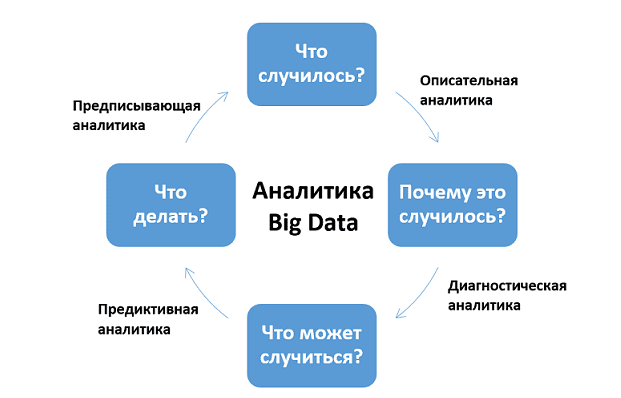 Что
случилось?
Описательная
аналитика
Предписывающая
аналитика
Что
делать?
Аналитика
Big Data
Почему это
случилось?
Диагностическая
аналитика
Предиктивная
аналитика
Что может
случиться?